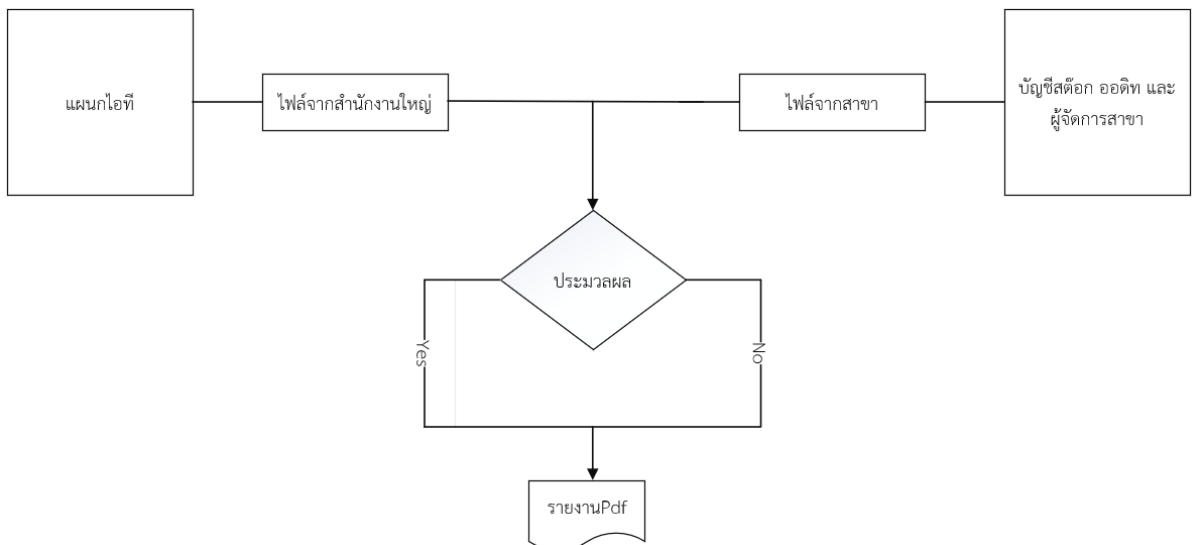 แผนกไอที
ไฟล์จากสำนักงานใหญ่
ไฟล์จากสาขา
บัญชีสต๊อก ออดิท และ
ผู้จัดการสาขา
ประมวลผล
Yes
No
รายงานPdf